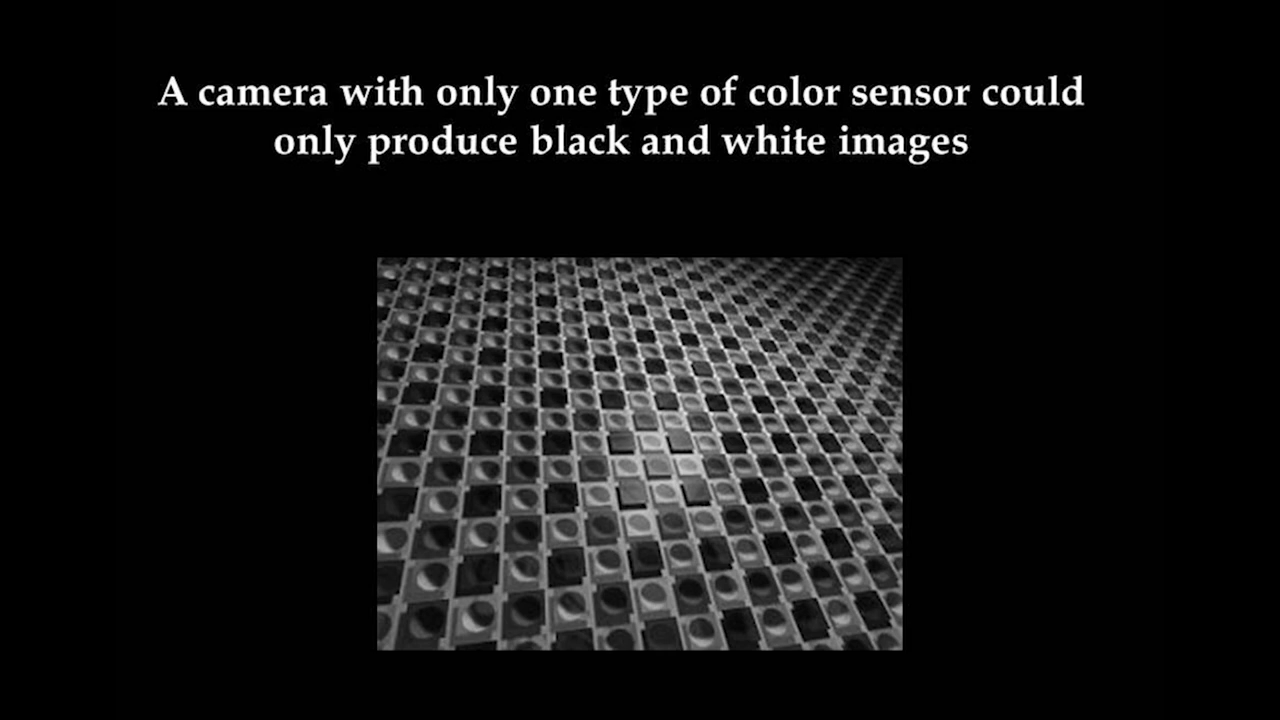 A camera with only one type of color sensor could
only produce black and white images